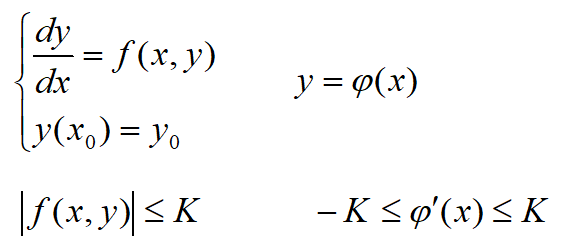 dy/dx = f(x, y)
y = φ(x)
y(x₀) = y₀
|f(x, y)| ≤ K
−K ≤ φ′(x) ≤ K